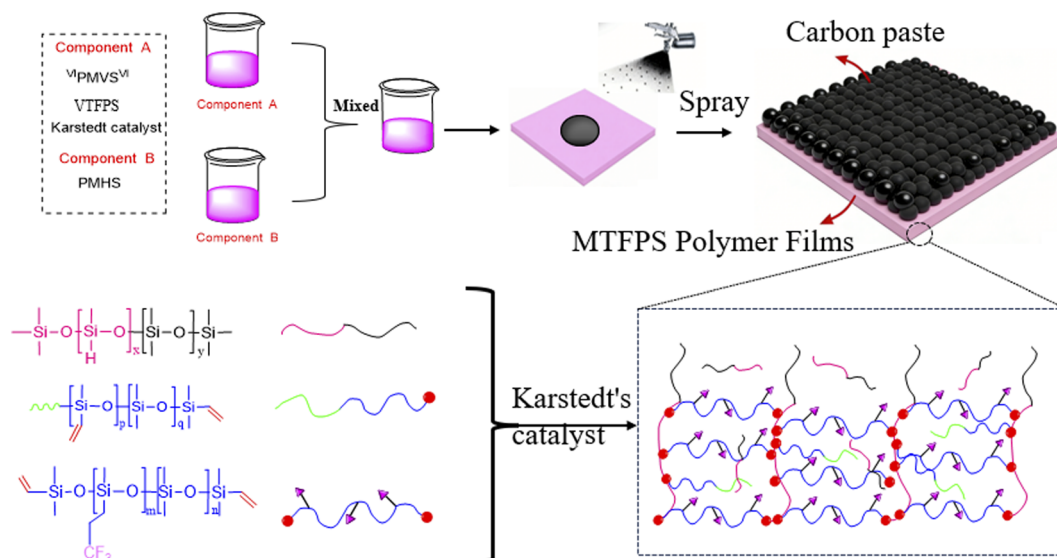 Component A
VIPMVSVI
VTFPS
Karstedt catalyst
Component B
PMHS
Component A
Component B
Mixed
Spray
Carbon paste
MTFPS Polymer Films
Si O Si O Si O Si
H x y
Si O Si O Si
p q
Si O Si O Si O Si
m n
CF3
Karstedt's
catalyst